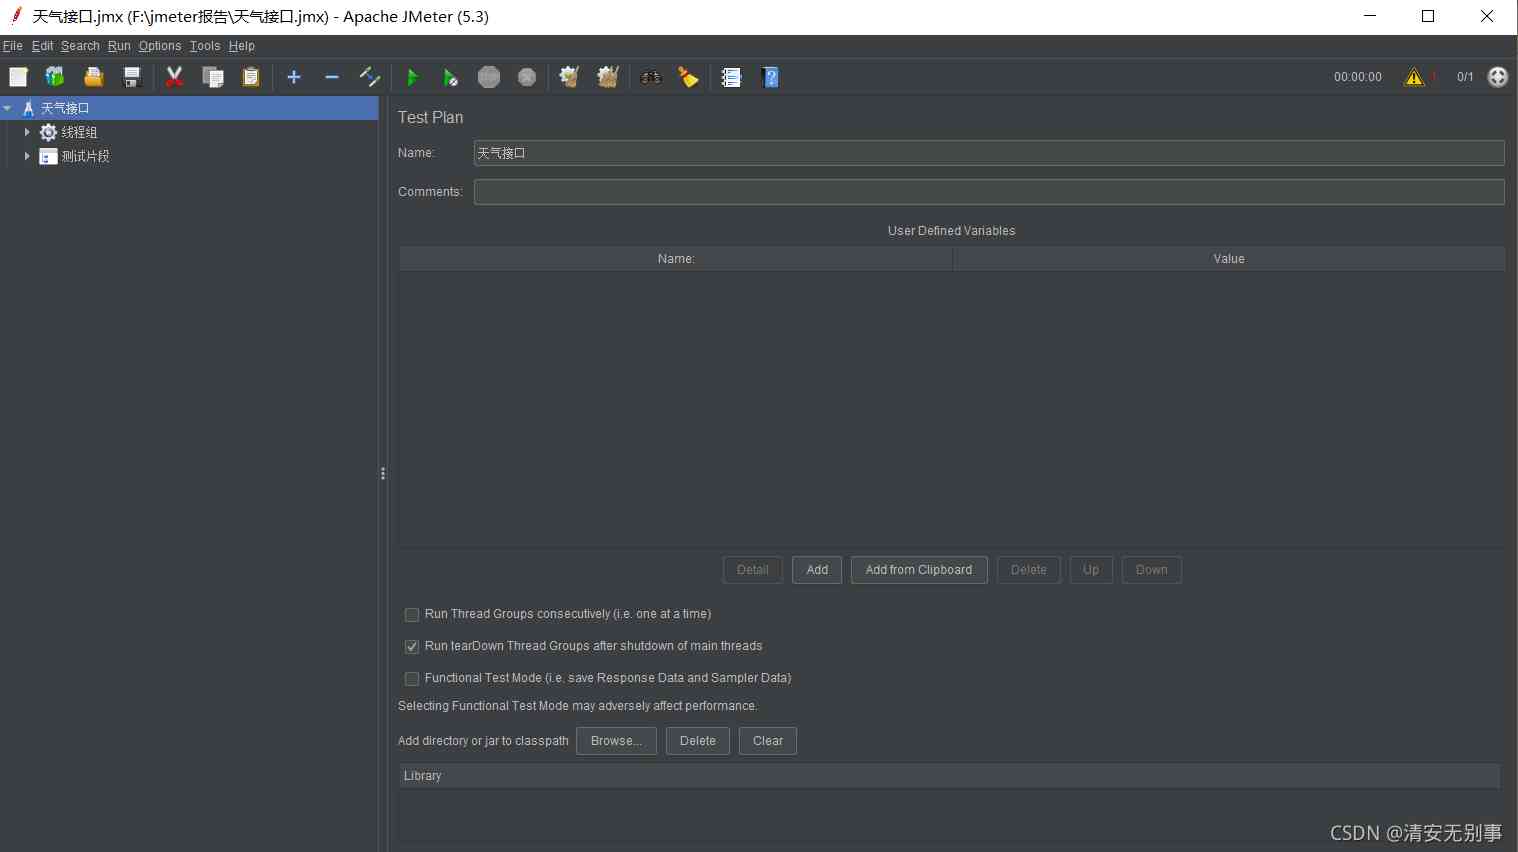 天气接口.jmx (F:\jmeter报告\天气接口.jmx) - Apache JMeter (5.3)
File Edit Search Run Options Tools Help
00:00:00 1 0/1
天气接口
线程组
测试片段
Test Plan
Name: 天气接口
Comments:
User Defined Variables
Name: Value
Detail Add Add from Clipboard Delete Up Down
Run Thread Groups consecutively (i.e. one at a time)
Run tearDown Thread Groups after shutdown of main threads
Functional Test Mode (i.e. save Response Data and Sampler Data)
Selecting Functional Test Mode may adversely affect performance.
Add directory or jar to classpath Browse... Delete Clear
Library
CSDN @清安无别事